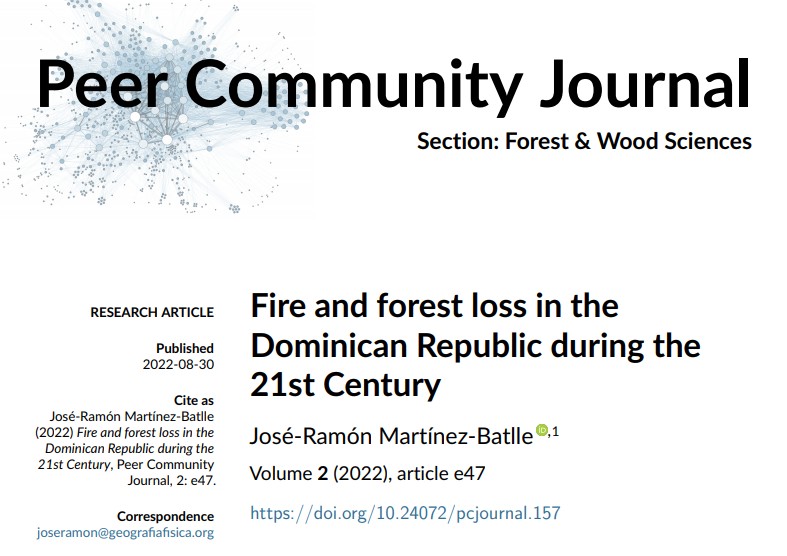 Peer Community Journal
Section: Forest & Wood Sciences
RESEARCH ARTICLE
Published
2022-08-30
Cite as
José-Ramón Martínez-Batlle
(2022) Fire and forest loss in the
Dominican Republic during the
21st Century, Peer Community
Journal, 2: e47.
Correspondence
joseramon@geografiafisica.org
Fire and forest loss in the
Dominican Republic during the
21st Century
José-Ramón Martínez-Batlle iD,1
Volume 2 (2022), article e47
https://doi.org/10.24072/pcjournal.157